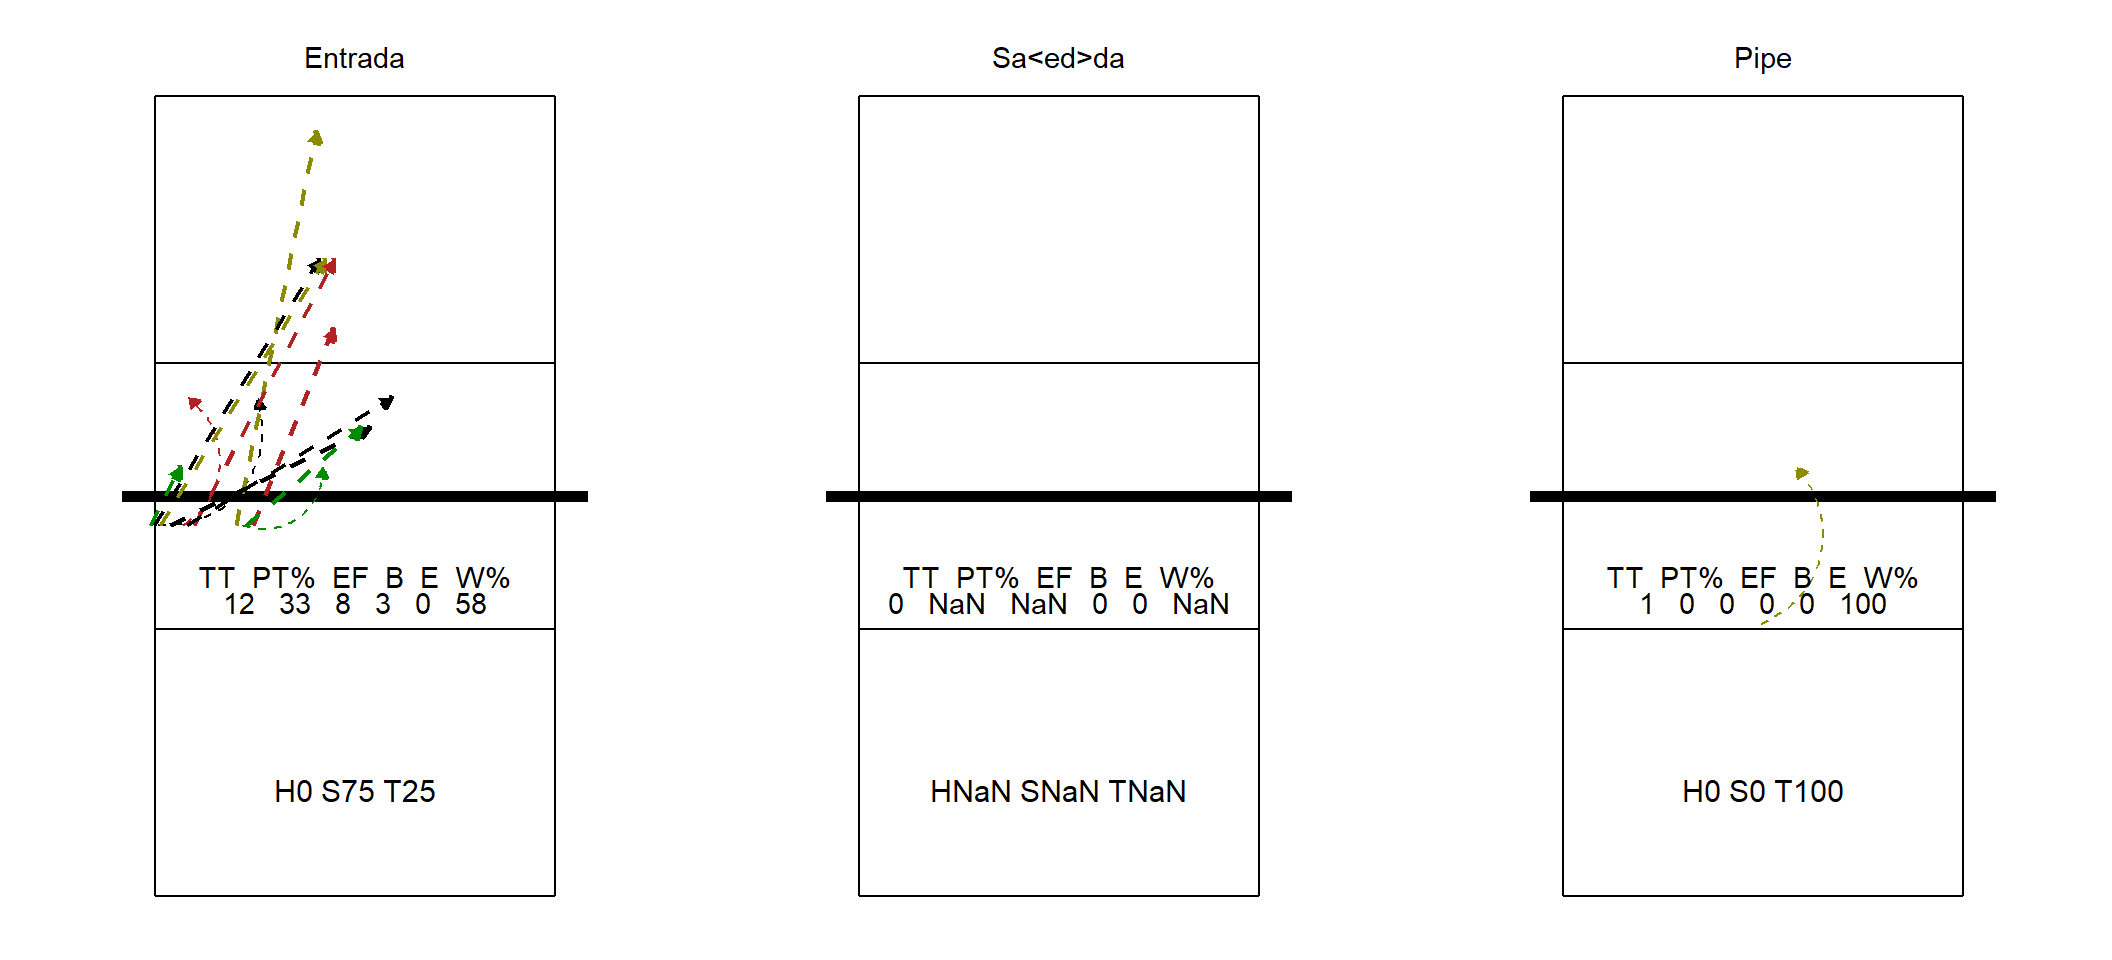 Entrada
TT PT% EF B E W%
12 33 8 3 0 58
H0 S75 T25
Sa<ed>da
TT PT% EF B E W%
0 NaN NaN 0 0 NaN
HNaN SNaN TNaN
Pipe
TT PT% EF B E W%
1 0 0 0 0 100
H0 S0 T100